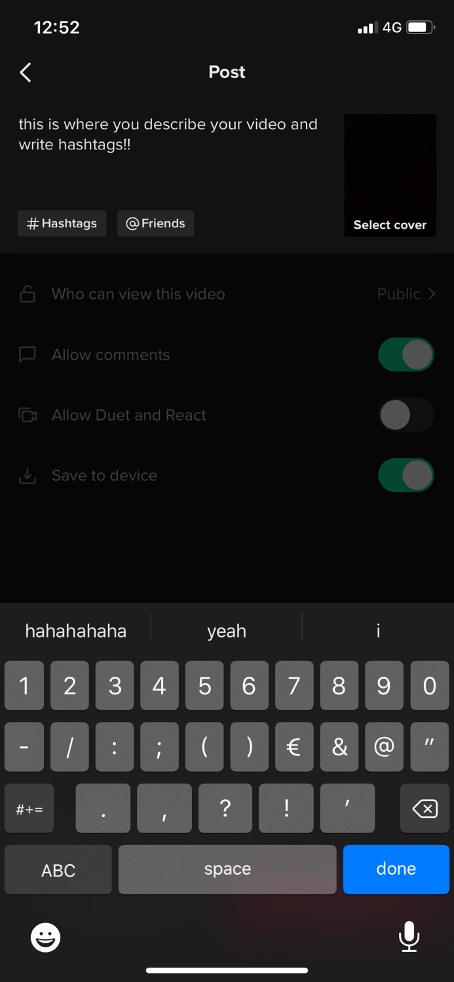 12:52
4G
Post
this is where you describe your video and
write hashtags!!
# Hashtags
@ Friends
Select cover
Who can view this video
Public
Allow comments
Allow Duet and React
Save to device
hahahahaha
yeah
i
1 2 3 4 5 6 7 8 9 0
- / : ; ( ) € & @ "
#+= . , ? ! '
ABC space done